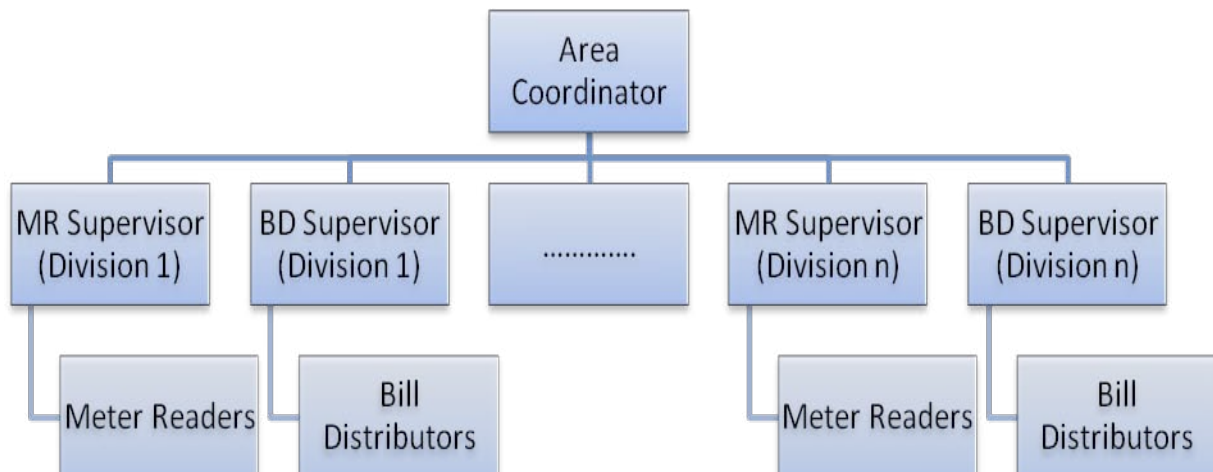 Area
Coordinator
MR Supervisor
(Division 1)
BD Supervisor
(Division 1)
.............
MR Supervisor
(Division n)
BD Supervisor
(Division n)
Meter Readers
Bill
Distributors
Meter Readers
Bill
Distributors